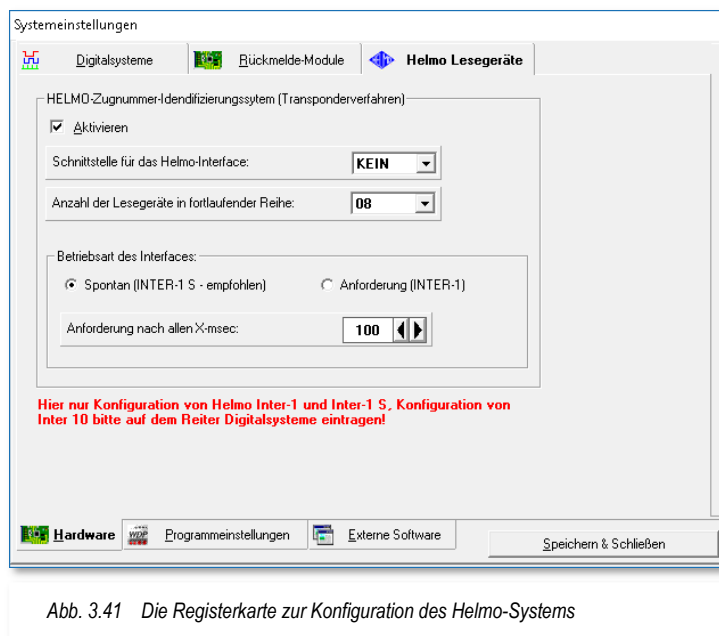 Systemeinstellungen
Digitalsysteme
Rückmelde-Module
Helmo Lesegeräte
HELMO-Zugnummer-Idendifizierungssytem (Transponderverfahren)
Aktivieren
Schnittstelle für das Helmo-Interface:
KEIN
Anzahl der Lesegeräte in fortlaufender Reihe:
08
Betriebsart des Interfaces:
Spontan (INTER-1 S - empfohlen)
Anforderung (INTER-1)
Anforderung nach allen X-msec:
100
Hier nur Konfiguration von Helmo Inter-1 und Inter-1 S, Konfiguration von
Inter 10 bitte auf dem Reiter Digitalsysteme eintragen!
Hardware
WDP
Programmeinstellungen
Externe Software
Speichern & Schließen
Abb. 3.41 Die Registerkarte zur Konfiguration des Helmo-Systems